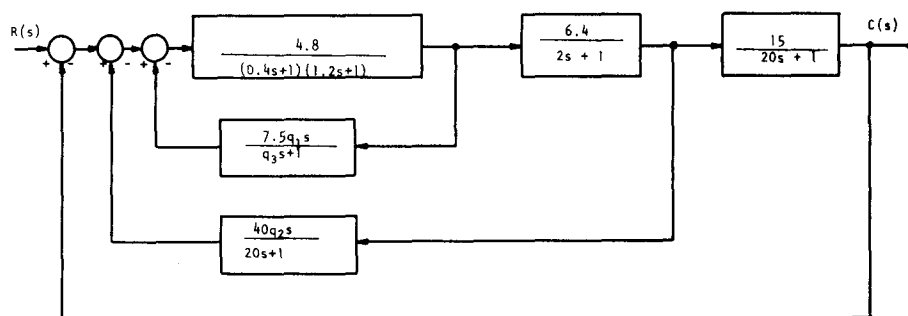 R(s)
C(s)
+ -
+ -
+ -
4.8
(0.4s+1)(1.2s+1)
6.4
2s + 1
15
20s + 1
7.5q₁s
q₃s+1
40q₂s
20s+1